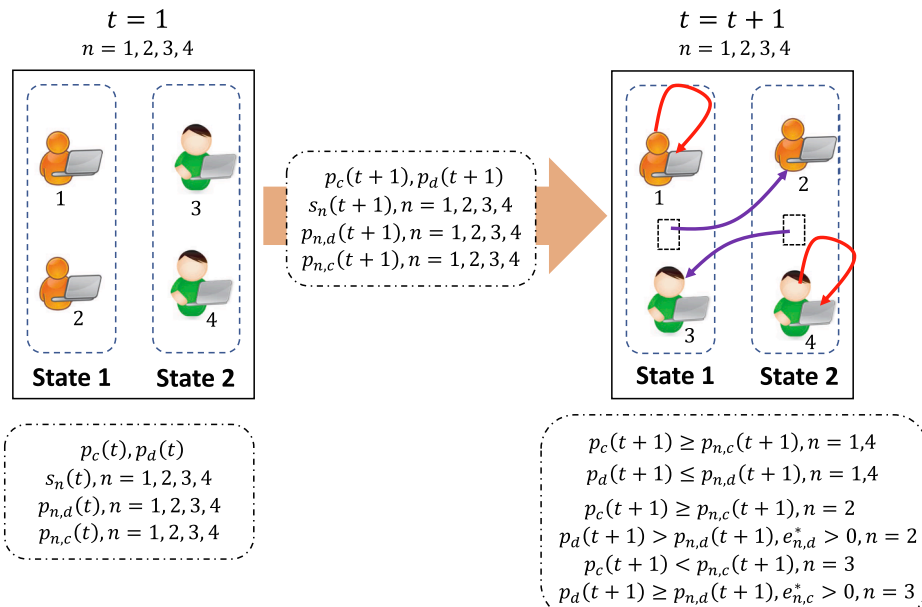 t = 1
n = 1, 2, 3, 4
1
2
3
4
State 1
State 2
p_c(t), p_d(t)
s_n(t), n = 1, 2, 3, 4
p_{n,d}(t), n = 1, 2, 3, 4
p_{n,c}(t), n = 1, 2, 3, 4
p_c(t + 1), p_d(t + 1)
s_n(t + 1), n = 1, 2, 3, 4
p_{n,d}(t + 1), n = 1, 2, 3, 4
p_{n,c}(t + 1), n = 1, 2, 3, 4
t = t + 1
n = 1, 2, 3, 4
1
2
3
4
State 1
State 2
p_c(t + 1) ≥ p_{n,c}(t + 1), n = 1,4
p_d(t + 1) ≤ p_{n,d}(t + 1), n = 1,4
p_c(t + 1) ≥ p_{n,c}(t + 1), n = 2
p_d(t + 1) > p_{n,d}(t + 1), e^*_{n,d} > 0, n = 2
p_c(t + 1) < p_{n,c}(t + 1), n = 3
p_d(t + 1) ≥ p_{n,d}(t + 1), e^*_{n,c} > 0, n = 3